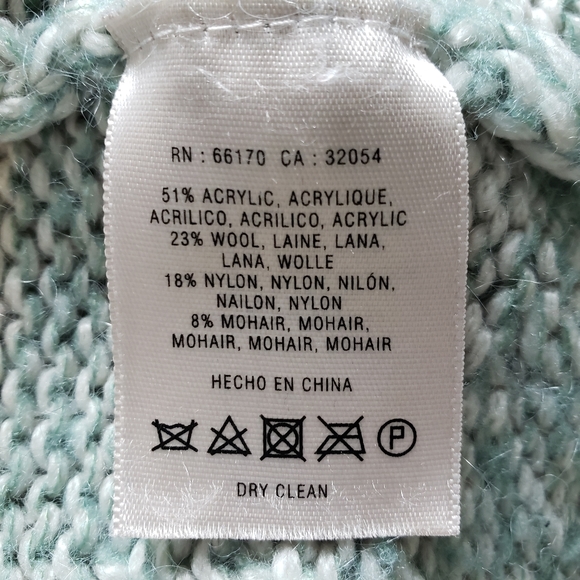 RN : 66170 CA : 32054
51% ACRYLIC, ACRYLIQUE,
ACRILICO, ACRILICO, ACRYLIC
23% WOOL, LAINE, LANA,
LANA, WOLLE
18% NYLON, NYLON, NILÓN,
NAILON, NYLON
8% MOHAIR, MOHAIR,
MOHAIR, MOHAIR, MOHAIR
HECHO EN CHINA
P
DRY CLEAN